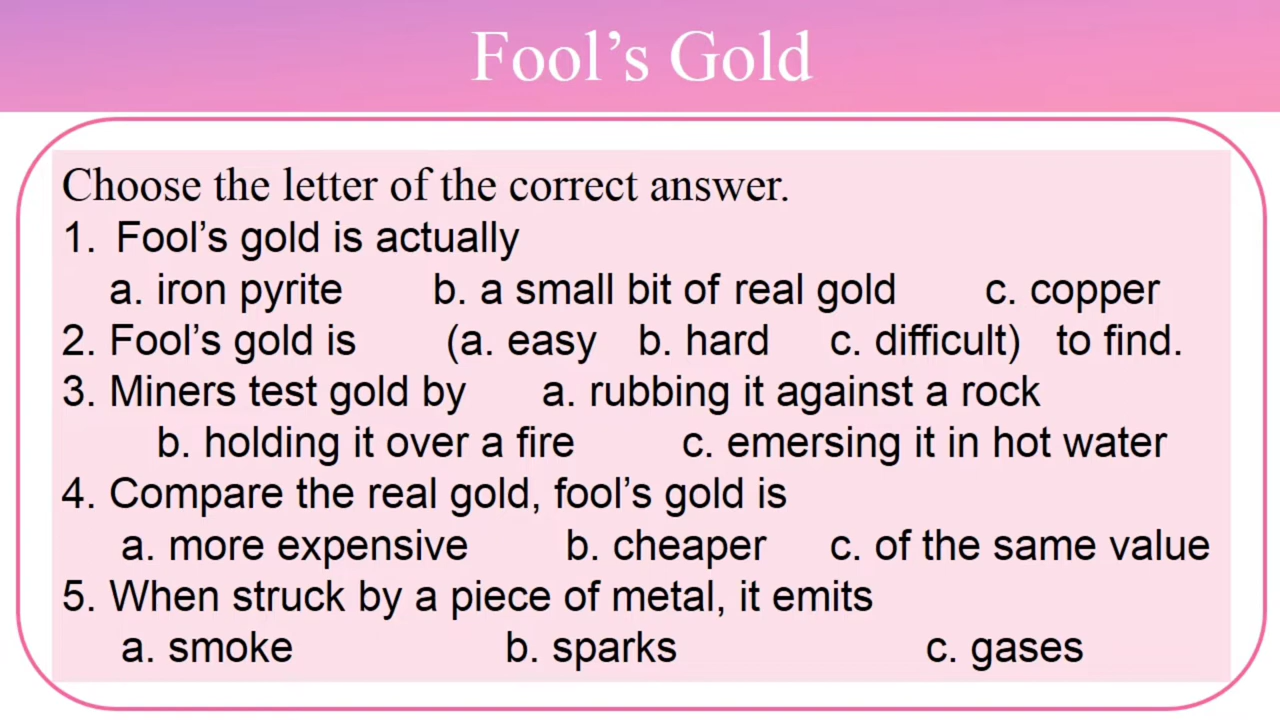 Fool’s Gold
Choose the letter of the correct answer.
1. Fool’s gold is actually
a. iron pyrite b. a small bit of real gold c. copper
2. Fool’s gold is (a. easy b. hard c. difficult) to find.
3. Miners test gold by a. rubbing it against a rock
b. holding it over a fire c. emersing it in hot water
4. Compare the real gold, fool’s gold is
a. more expensive b. cheaper c. of the same value
5. When struck by a piece of metal, it emits
a. smoke b. sparks c. gases